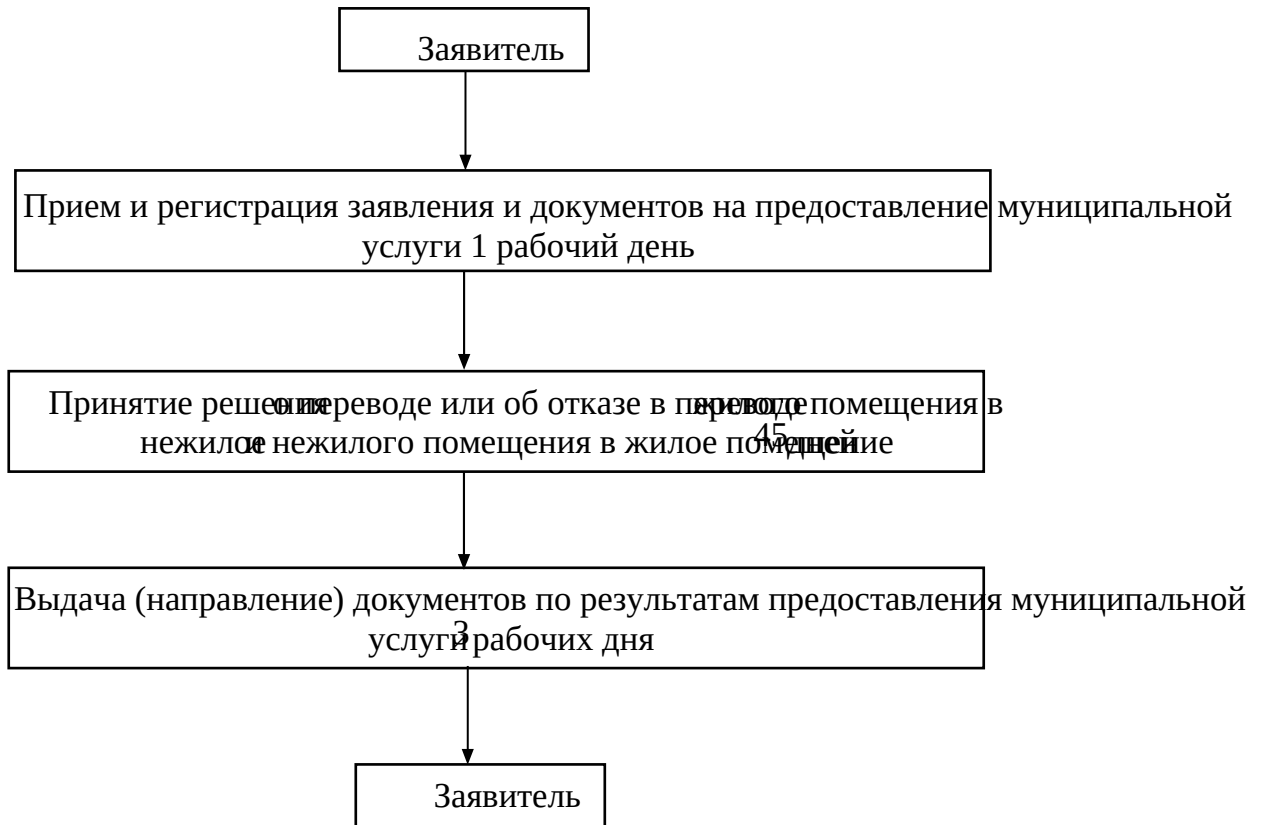 Заявитель
Прием и регистрация заявления и документов на предоставление муниципальной
услуги 1 рабочий день
Принятие решения о переводе или об отказе в переводе жилого помещения в
нежилое и нежилого помещения в жилое помещение 45 дней
Выдача (направление) документов по результатам предоставления муниципальной
услуги 3 рабочих дня
Заявитель